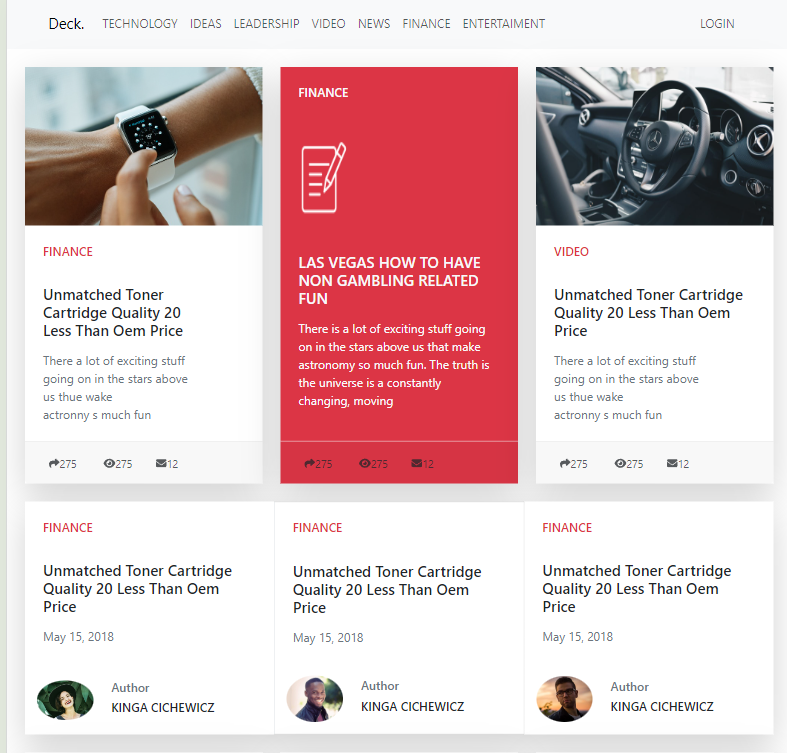 Deck. TECHNOLOGY IDEAS LEADERSHIP VIDEO NEWS FINANCE ENTERTAIMENT LOGIN
FINANCE
Unmatched Toner
Cartridge Quality 20
Less Than Oem Price
There a lot of exciting stuff
going on in the stars above
us thue wake
actronny s much fun
275 275 12
FINANCE
LAS VEGAS HOW TO HAVE
NON GAMBLING RELATED
FUN
There is a lot of exciting stuff going
on in the stars above us that make
astronomy so much fun. The truth is
the universe is a constantly
changing, moving
275 275 12
VIDEO
Unmatched Toner Cartridge
Quality 20 Less Than Oem
Price
There a lot of exciting stuff
going on in the stars above
us thue wake
actronny s much fun
275 275 12
FINANCE
Unmatched Toner Cartridge
Quality 20 Less Than Oem
Price
May 15, 2018
Author
KINGA CICHEWICZ
FINANCE
Unmatched Toner Cartridge
Quality 20 Less Than Oem
Price
May 15, 2018
Author
KINGA CICHEWICZ
FINANCE
Unmatched Toner Cartridge
Quality 20 Less Than Oem
Price
May 15, 2018
Author
KINGA CICHEWICZ